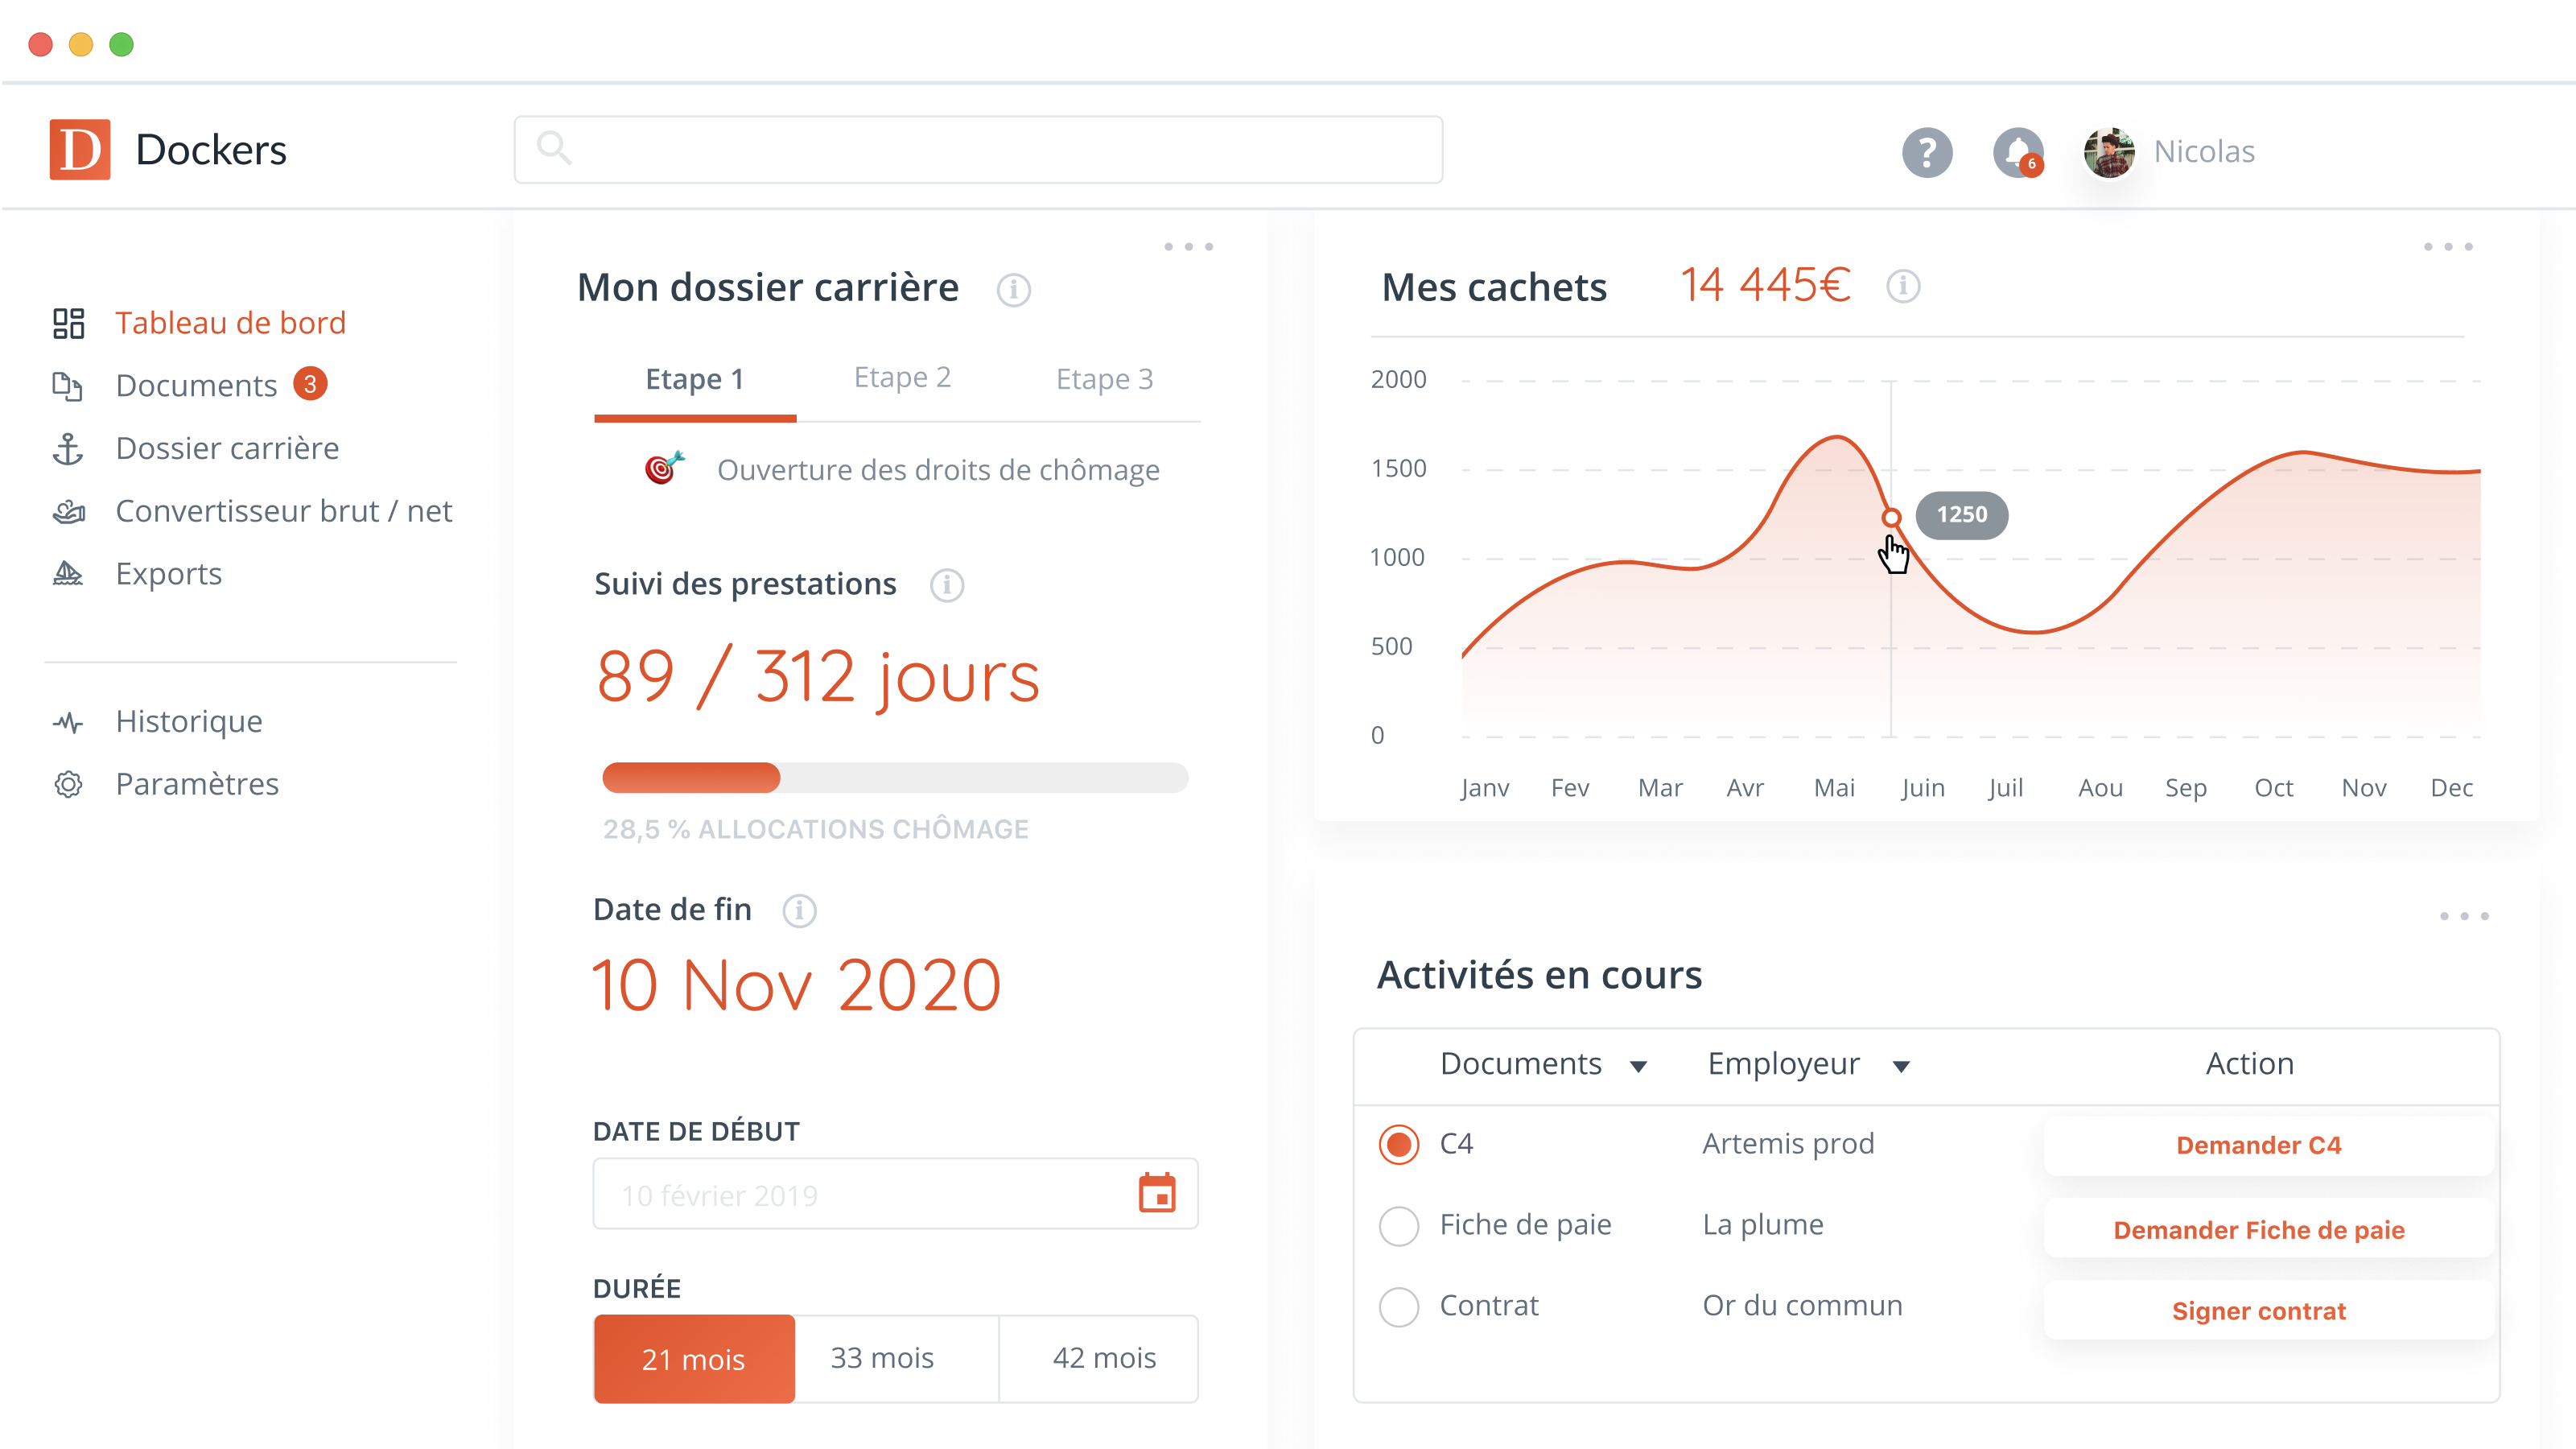 D Dockers
? 6 Nicolas
Tableau de bord
Documents 3
Dossier carrière
Convertisseur brut / net
Exports
Historique
Paramètres
Mon dossier carrière i
Etape 1 Etape 2 Etape 3
Ouverture des droits de chômage
Suivi des prestations i
89 / 312 jours
28,5 % ALLOCATIONS CHÔMAGE
Date de fin i
10 Nov 2020
DATE DE DÉBUT
10 février 2019
DURÉE
21 mois 33 mois 42 mois
Mes cachets 14 445€ i
2000
1500
1250
1000
500
0
Janv Fev Mar Avr Mai Juin Juil Aou Sep Oct Nov Dec
Activités en cours
Documents Employeur Action
C4 Artemis prod Demander C4
Fiche de paie La plume Demander Fiche de paie
Contrat Or du commun Signer contrat